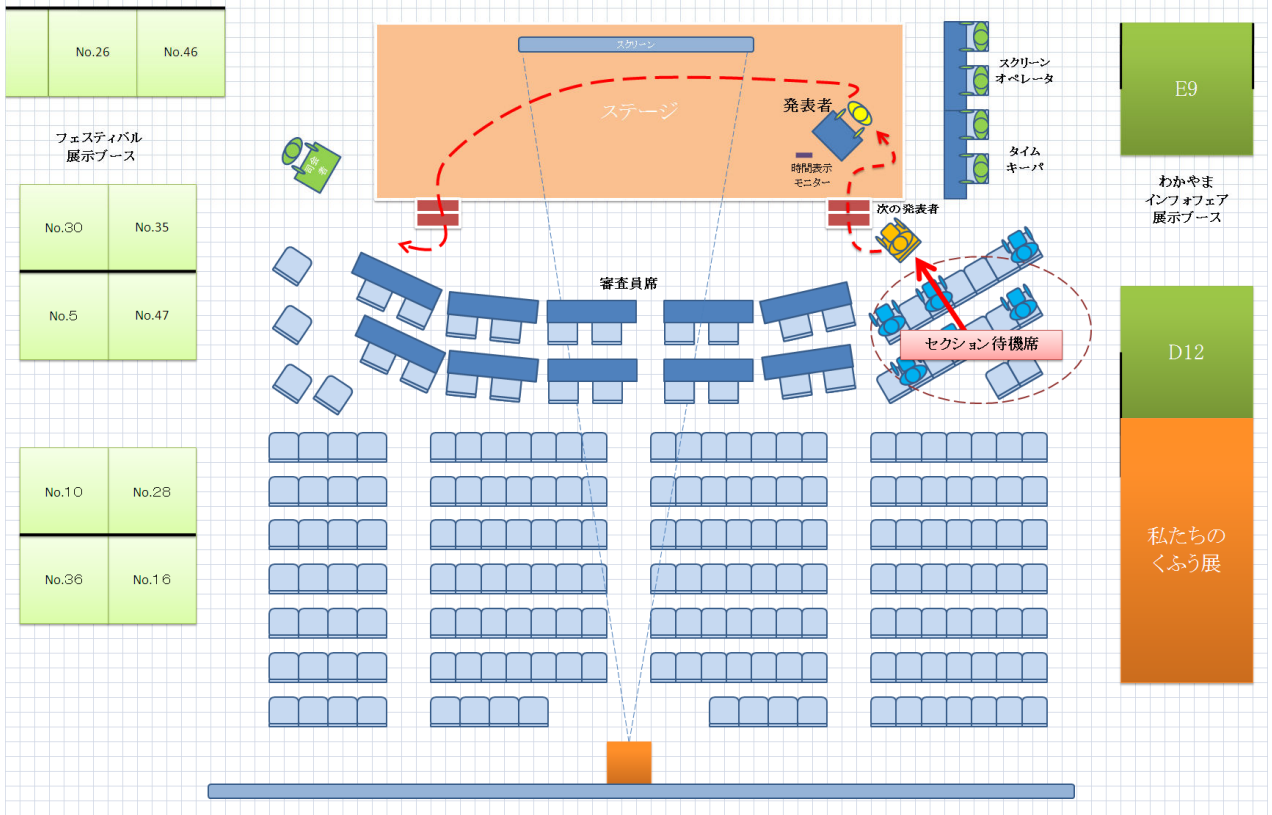 No.26
No.46
フェスティバル
展示ブース
No.30
No.35
No.5
No.47
No.10
No.28
No.36
No.16
司会
者
スクリーン
ステージ
発表者
時間表示
モニター
次の発表者
審査員席
セクション待機席
スクリーン
オペレータ
タイム
キーパ
E9
わかやま
インフォフェア
展示ブース
D12
私たちの
くふう展